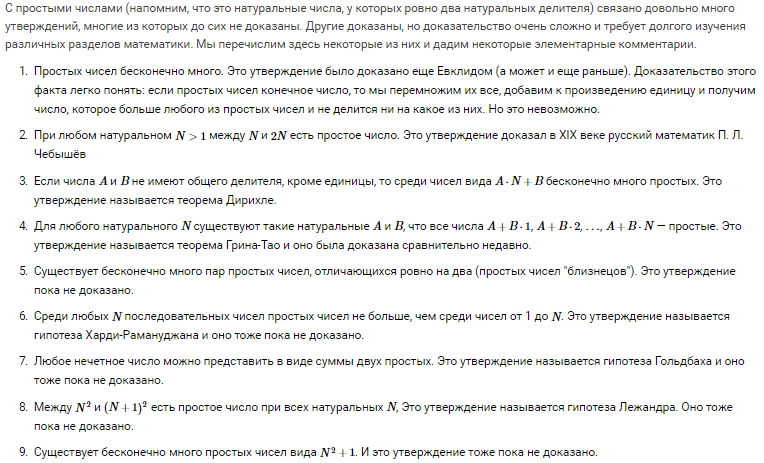 С простыми числами (напомним, что это натуральные числа, у которых ровно два натуральных делителя) связано довольно много
утверждений, многие из которых до сих не доказаны. Другие доказаны, но доказательство очень сложно и требует долгого изучения
различных разделов математики. Мы перечислим здесь некоторые из них и дадим некоторые элементарные комментарии.
1. Простых чисел бесконечно много. Это утверждение было доказано еще Евклидом (а может и еще раньше). Доказательство этого
факта легко понять: если простых чисел конечное число, то мы перемножим их все, добавим к произведению единицу и получим
число, которое больше любого из простых чисел и не делится ни на какое из них. Но это невозможно.
2. При любом натуральном N > 1 между N и 2N есть простое число. Это утверждение доказал в XIX веке русский математик П. Л.
Чебышёв
3. Если числа A и B не имеют общего делителя, кроме единицы, то среди чисел вида A · N + B бесконечно много простых. Это
утверждение называется теорема Дирихле.
4. Для любого натурального N существуют такие натуральные A и B, что все числа A + B · 1, A + B · 2, …, A + B · N — простые. Это
утверждение называется теорема Грина-Тао и оно была доказана сравнительно недавно.
5. Существует бесконечно много пар простых чисел, отличающихся ровно на два (простых чисел "близнецов"). Это утверждение
пока не доказано.
6. Среди любых N последовательных чисел простых чисел не больше, чем среди чисел от 1 до N. Это утверждение называется
гипотеза Харди-Рамануджана и оно тоже пока не доказано.
7. Любое нечетное число можно представить в виде суммы двух простых. Это утверждение называется гипотеза Гольдбаха и оно
тоже пока не доказано.
8. Между N² и (N + 1)² есть простое число при всех натуральных N, Это утверждение называется гипотеза Лежандра. Оно тоже
пока не доказано.
9. Существует бесконечно много простых чисел вида N² + 1. И это утверждение тоже пока не доказано.